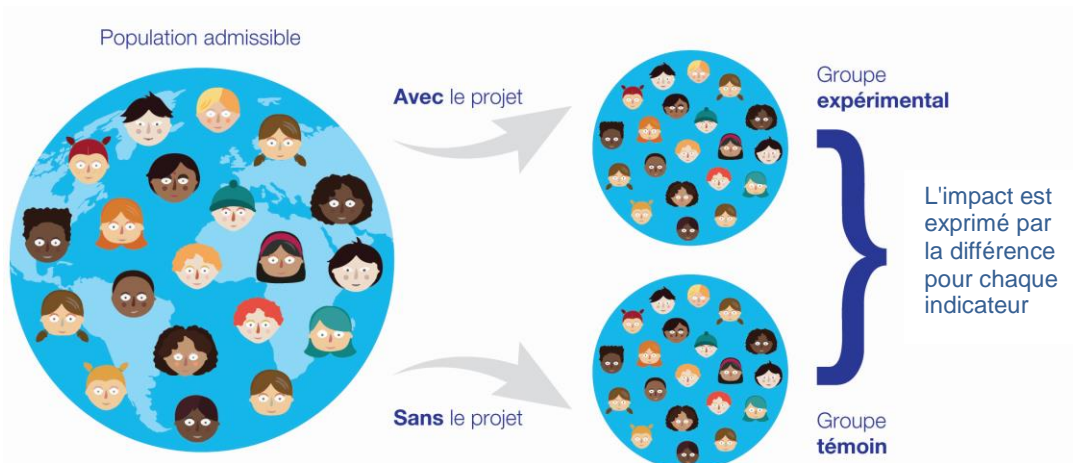 Population admissible
Avec le projet
Groupe
expérimental
L'impact est
exprimé par
la différence
pour chaque
indicateur
Sans le projet
Groupe
témoin